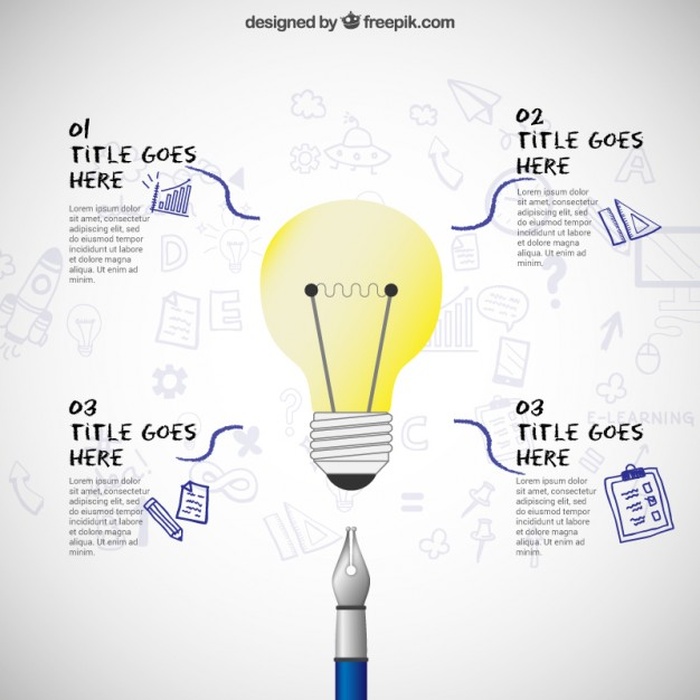 designed by freepik.com
01
TITLE GOES
HERE
Lorem ipsum dolor
sit amet, consectetur
adipiscing elit, sed
do eiusmod tempor
incididunt ut labore
et dolore magna
aliqua. Ut enim ad
minim.
02
TITLE GOES
HERE
Lorem ipsum dolor
sit amet, consectetur
adipiscing elit, sed
do eiusmod tempor
incididunt ut labore
et dolore magna
aliqua. Ut enim ad
minim.
A
D
?
E
03
TITLE GOES
HERE
Lorem ipsum dolor
sit amet, consectetur
adipiscing elit, sed
do eiusmod tempor
incididunt ut labore
et dolore magna
aliqua. Ut enim ad
minim.
?
C
03
TITLE GOES
HERE
Lorem ipsum dolor
sit amet, consectetur
adipiscing elit, sed
do eiusmod tempor
incididunt ut labore
et dolore magna
aliqua. Ut enim ad
minim.
E-LEARNING